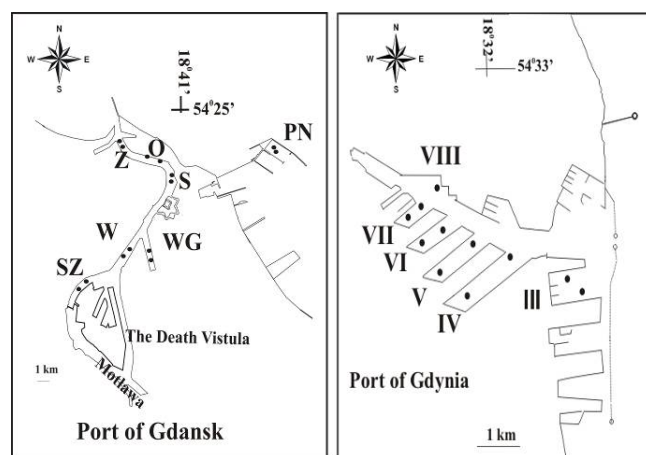 N
W E
S
18°41'
54°25'
PN
Z O
S
W
WG
SZ
The Death Vistula
1 km
Motława
Port of Gdansk
N
W E
S
18°32'
54°33'
VIII
VII
VI
V
IV
III
Port of Gdynia
1 km